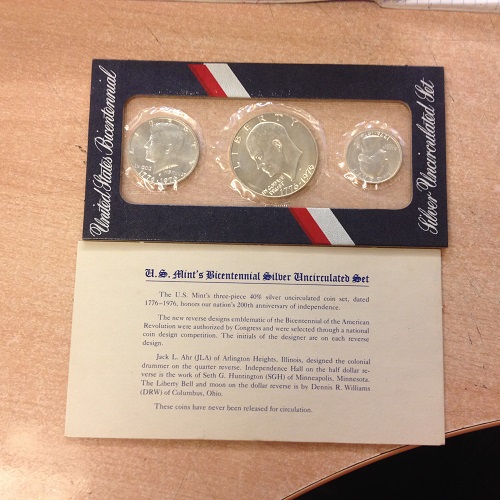 United States Bicentennial
LIBERTY
1776-1976
1776-1976
Silver Uncirculated Set
U.S. Mint's Bicentennial Silver Uncirculated Set
The U.S. Mint's three-piece 40% silver uncirculated coin set, dated
1776-1976, honors our nation's 200th anniversary of independence.
The new reverse designs emblematic of the Bicentennial of the American
Revolution were authorized by Congress and were selected through a national
coin design competition. The initials of the designer are on each reverse
design.
Jack L. Ahr (JLA) of Arlington Heights, Illinois, designed the colonial
drummer on the quarter reverse. Independence Hall on the half dollar re-
verse is the work of Seth G. Huntington (SGH) of Minneapolis, Minnesota.
The Liberty Bell and moon on the dollar reverse is by Dennis R. Williams
(DRW) of Columbus, Ohio.
These coins have never been released for circulation.